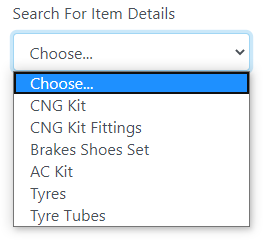 Search For Item Details
Choose...
Choose...
CNG Kit
CNG Kit Fittings
Brakes Shoes Set
AC Kit
Tyres
Tyre Tubes